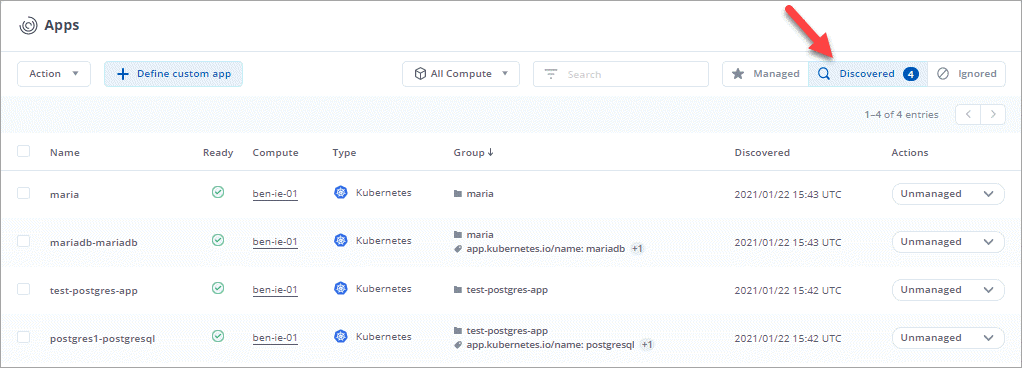 Apps
Action Define custom app All Compute Search Managed Discovered 4 Ignored
1–4 of 4 entries
Name Ready Compute Type Group Discovered Actions
maria ben-ie-01 Kubernetes maria 2021/01/22 15:43 UTC Unmanaged
mariadb-mariadb ben-ie-01 Kubernetes maria 2021/01/22 15:43 UTC Unmanaged
app.kubernetes.io/name: mariadb +1
test-postgres-app ben-ie-01 Kubernetes test-postgres-app 2021/01/22 15:42 UTC Unmanaged
postgres1-postgresql ben-ie-01 Kubernetes test-postgres-app 2021/01/22 15:42 UTC Unmanaged
app.kubernetes.io/name: postgresql +1